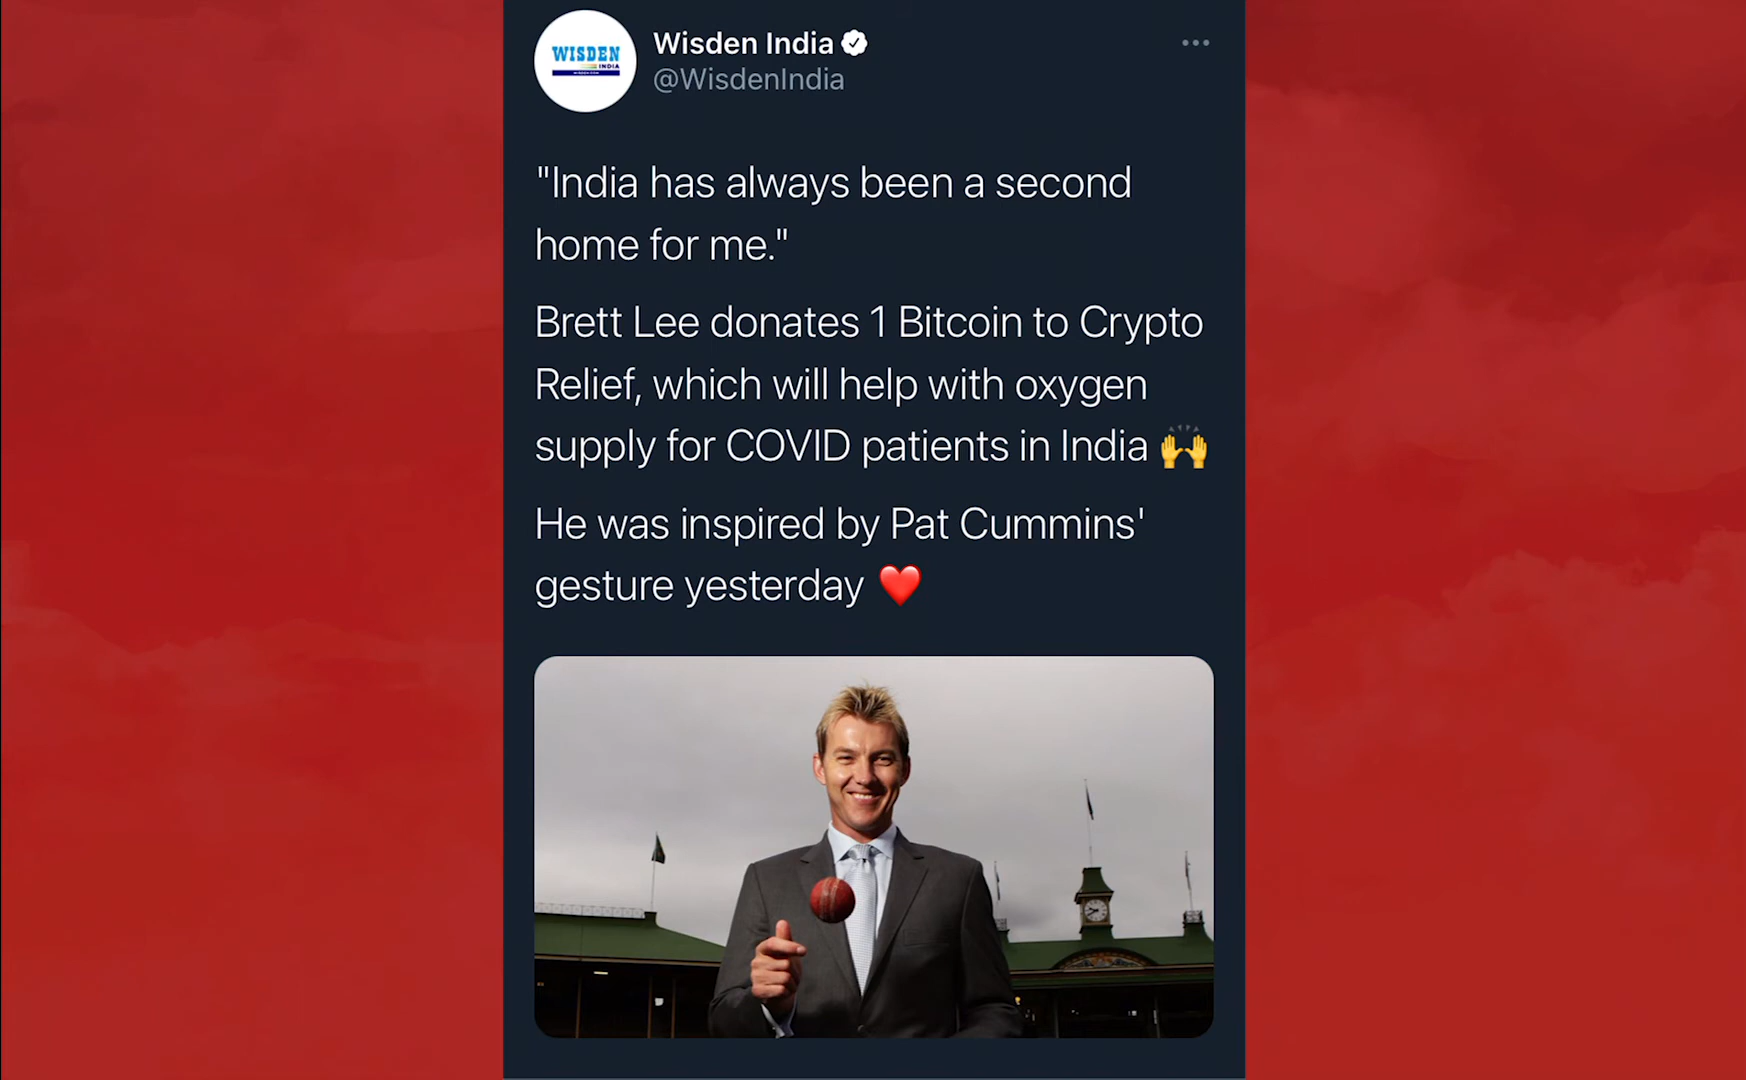 WISDEN
INDIA
WISDEN.COM
Wisden India
@WisdenIndia
"India has always been a second
home for me."
Brett Lee donates 1 Bitcoin to Crypto
Relief, which will help with oxygen
supply for COVID patients in India 🙌
He was inspired by Pat Cummins'
gesture yesterday ❤️